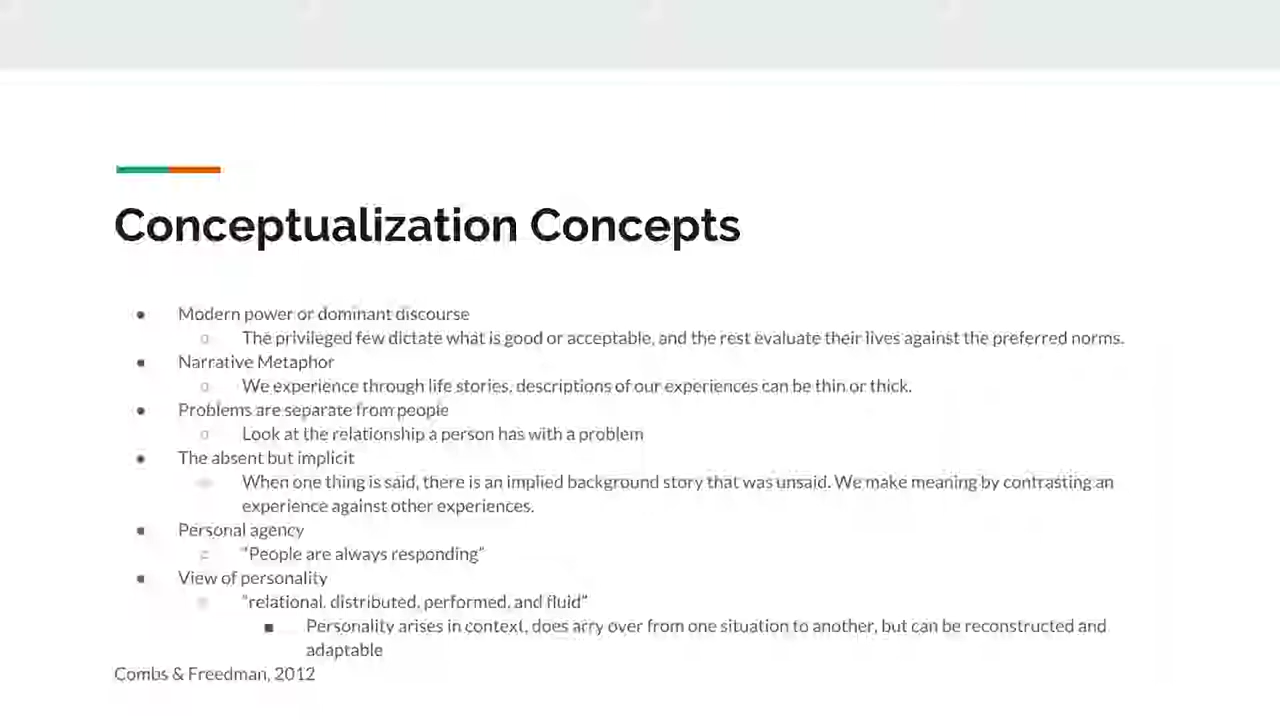 Conceptualization Concepts
● Modern power or dominant discourse
○ The privileged few dictate what is good or acceptable, and the rest evaluate their lives against the preferred norms.
● Narrative Metaphor
○ We experience through life stories, descriptions of our experiences can be thin or thick.
● Problems are separate from people
○ Look at the relationship a person has with a problem
● The absent but implicit
○ When one thing is said, there is an implied background story that was unsaid. We make meaning by contrasting an
experience against other experiences.
● Personal agency
○ "People are always responding"
● View of personality
○ "relational, distributed, performed, and fluid"
■ Personality arises in context, does arry over from one situation to another, but can be reconstructed and
adaptable
Combs & Freedman, 2012